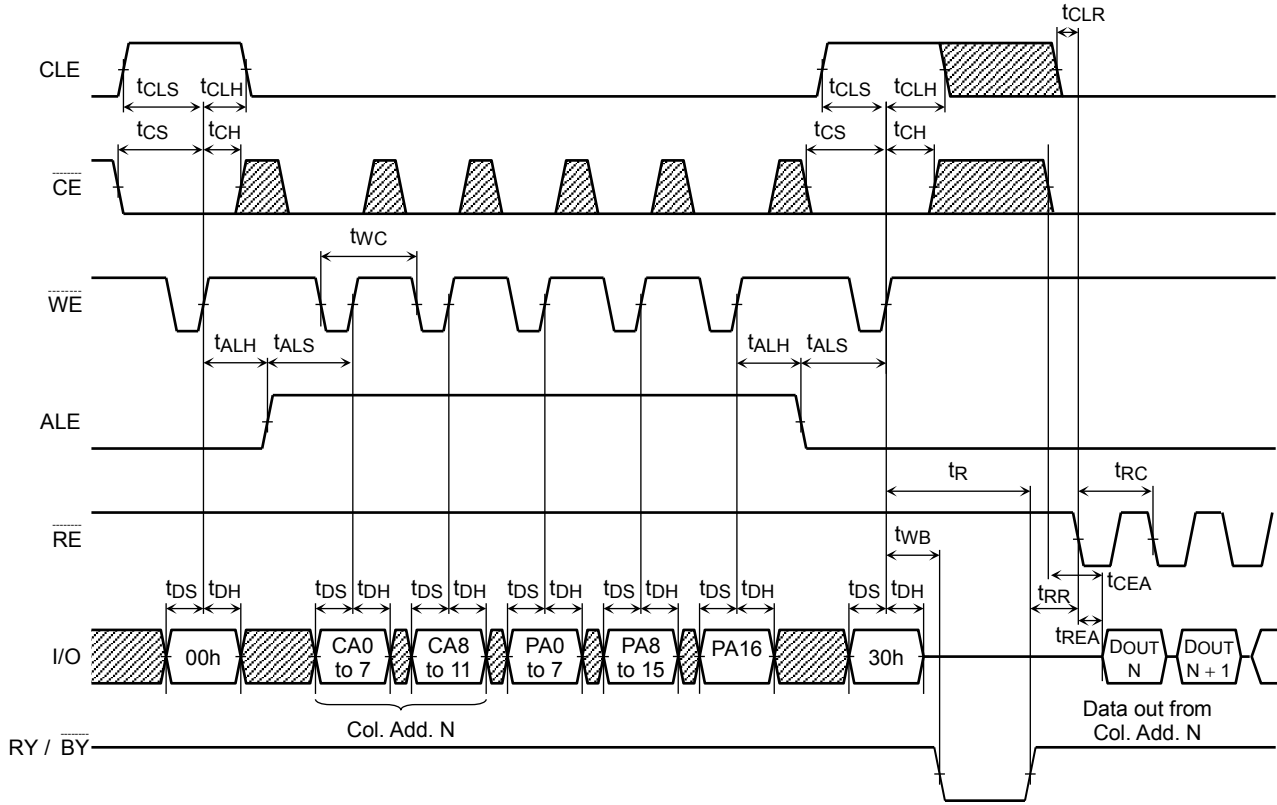 tCLR
CLE
tCLS tCLH tCLS tCLH
tCS tCH tCS tCH
CE
tWC
WE
tALH tALS tALH tALS
ALE
tR tRC
RE
tWB
tDS tDH tDS tDH tDS tDH tDS tDH tDS tDH tDS tDH tDS tDH tRR tCEA
tREA
I/O 00h CA0 to 7 CA8 to 11 PA0 to 7 PA8 to 15 PA16 30h DOUT N DOUT N + 1
Col. Add. N
Data out from
Col. Add. N
RY / BY